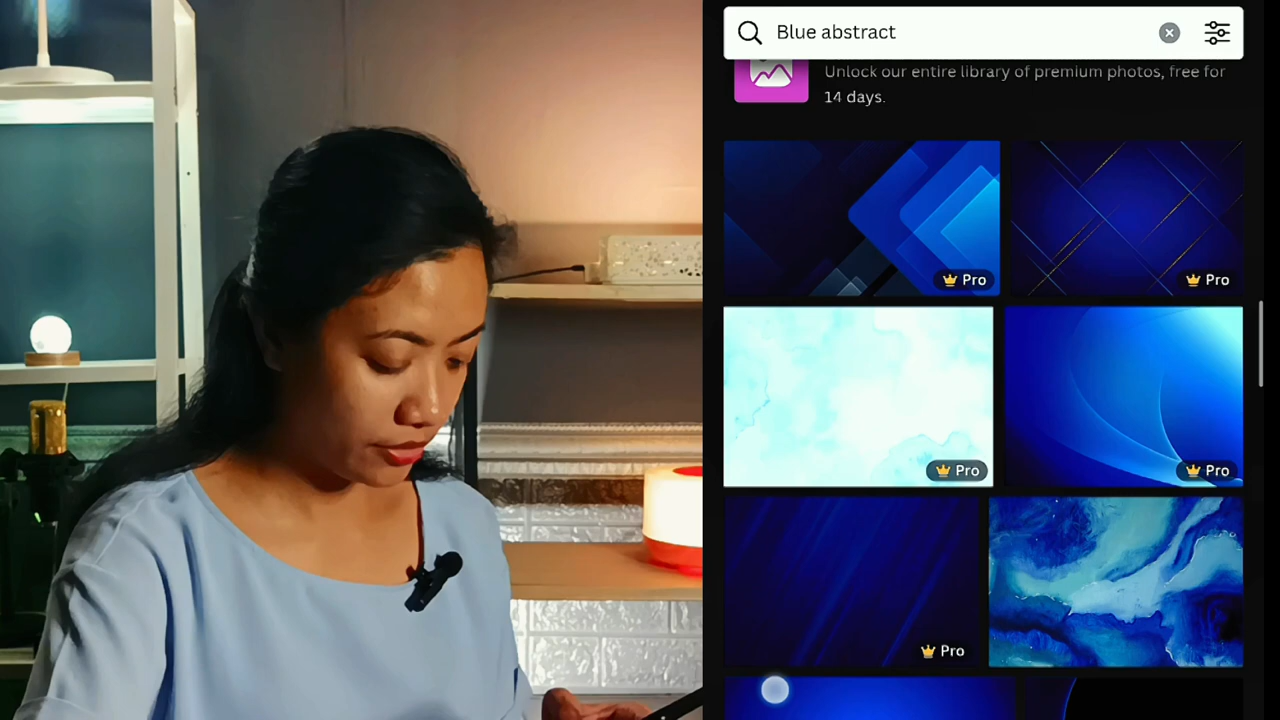 Blue abstract
Unlock our entire library of premium photos, free for
14 days.
Pro
Pro
Pro
Pro
Pro